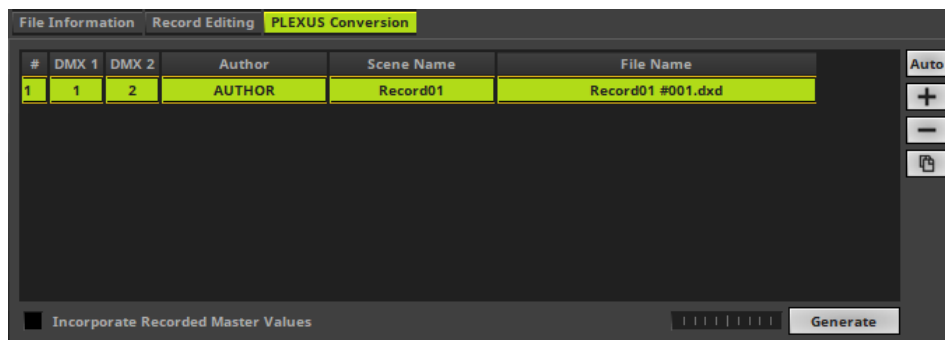 File Information Record Editing PLEXUS Conversion
# DMX 1 DMX 2 Author Scene Name File Name Auto
1 1 2 AUTHOR Record01 Record01 #001.dxd
Incorporate Recorded Master Values Generate